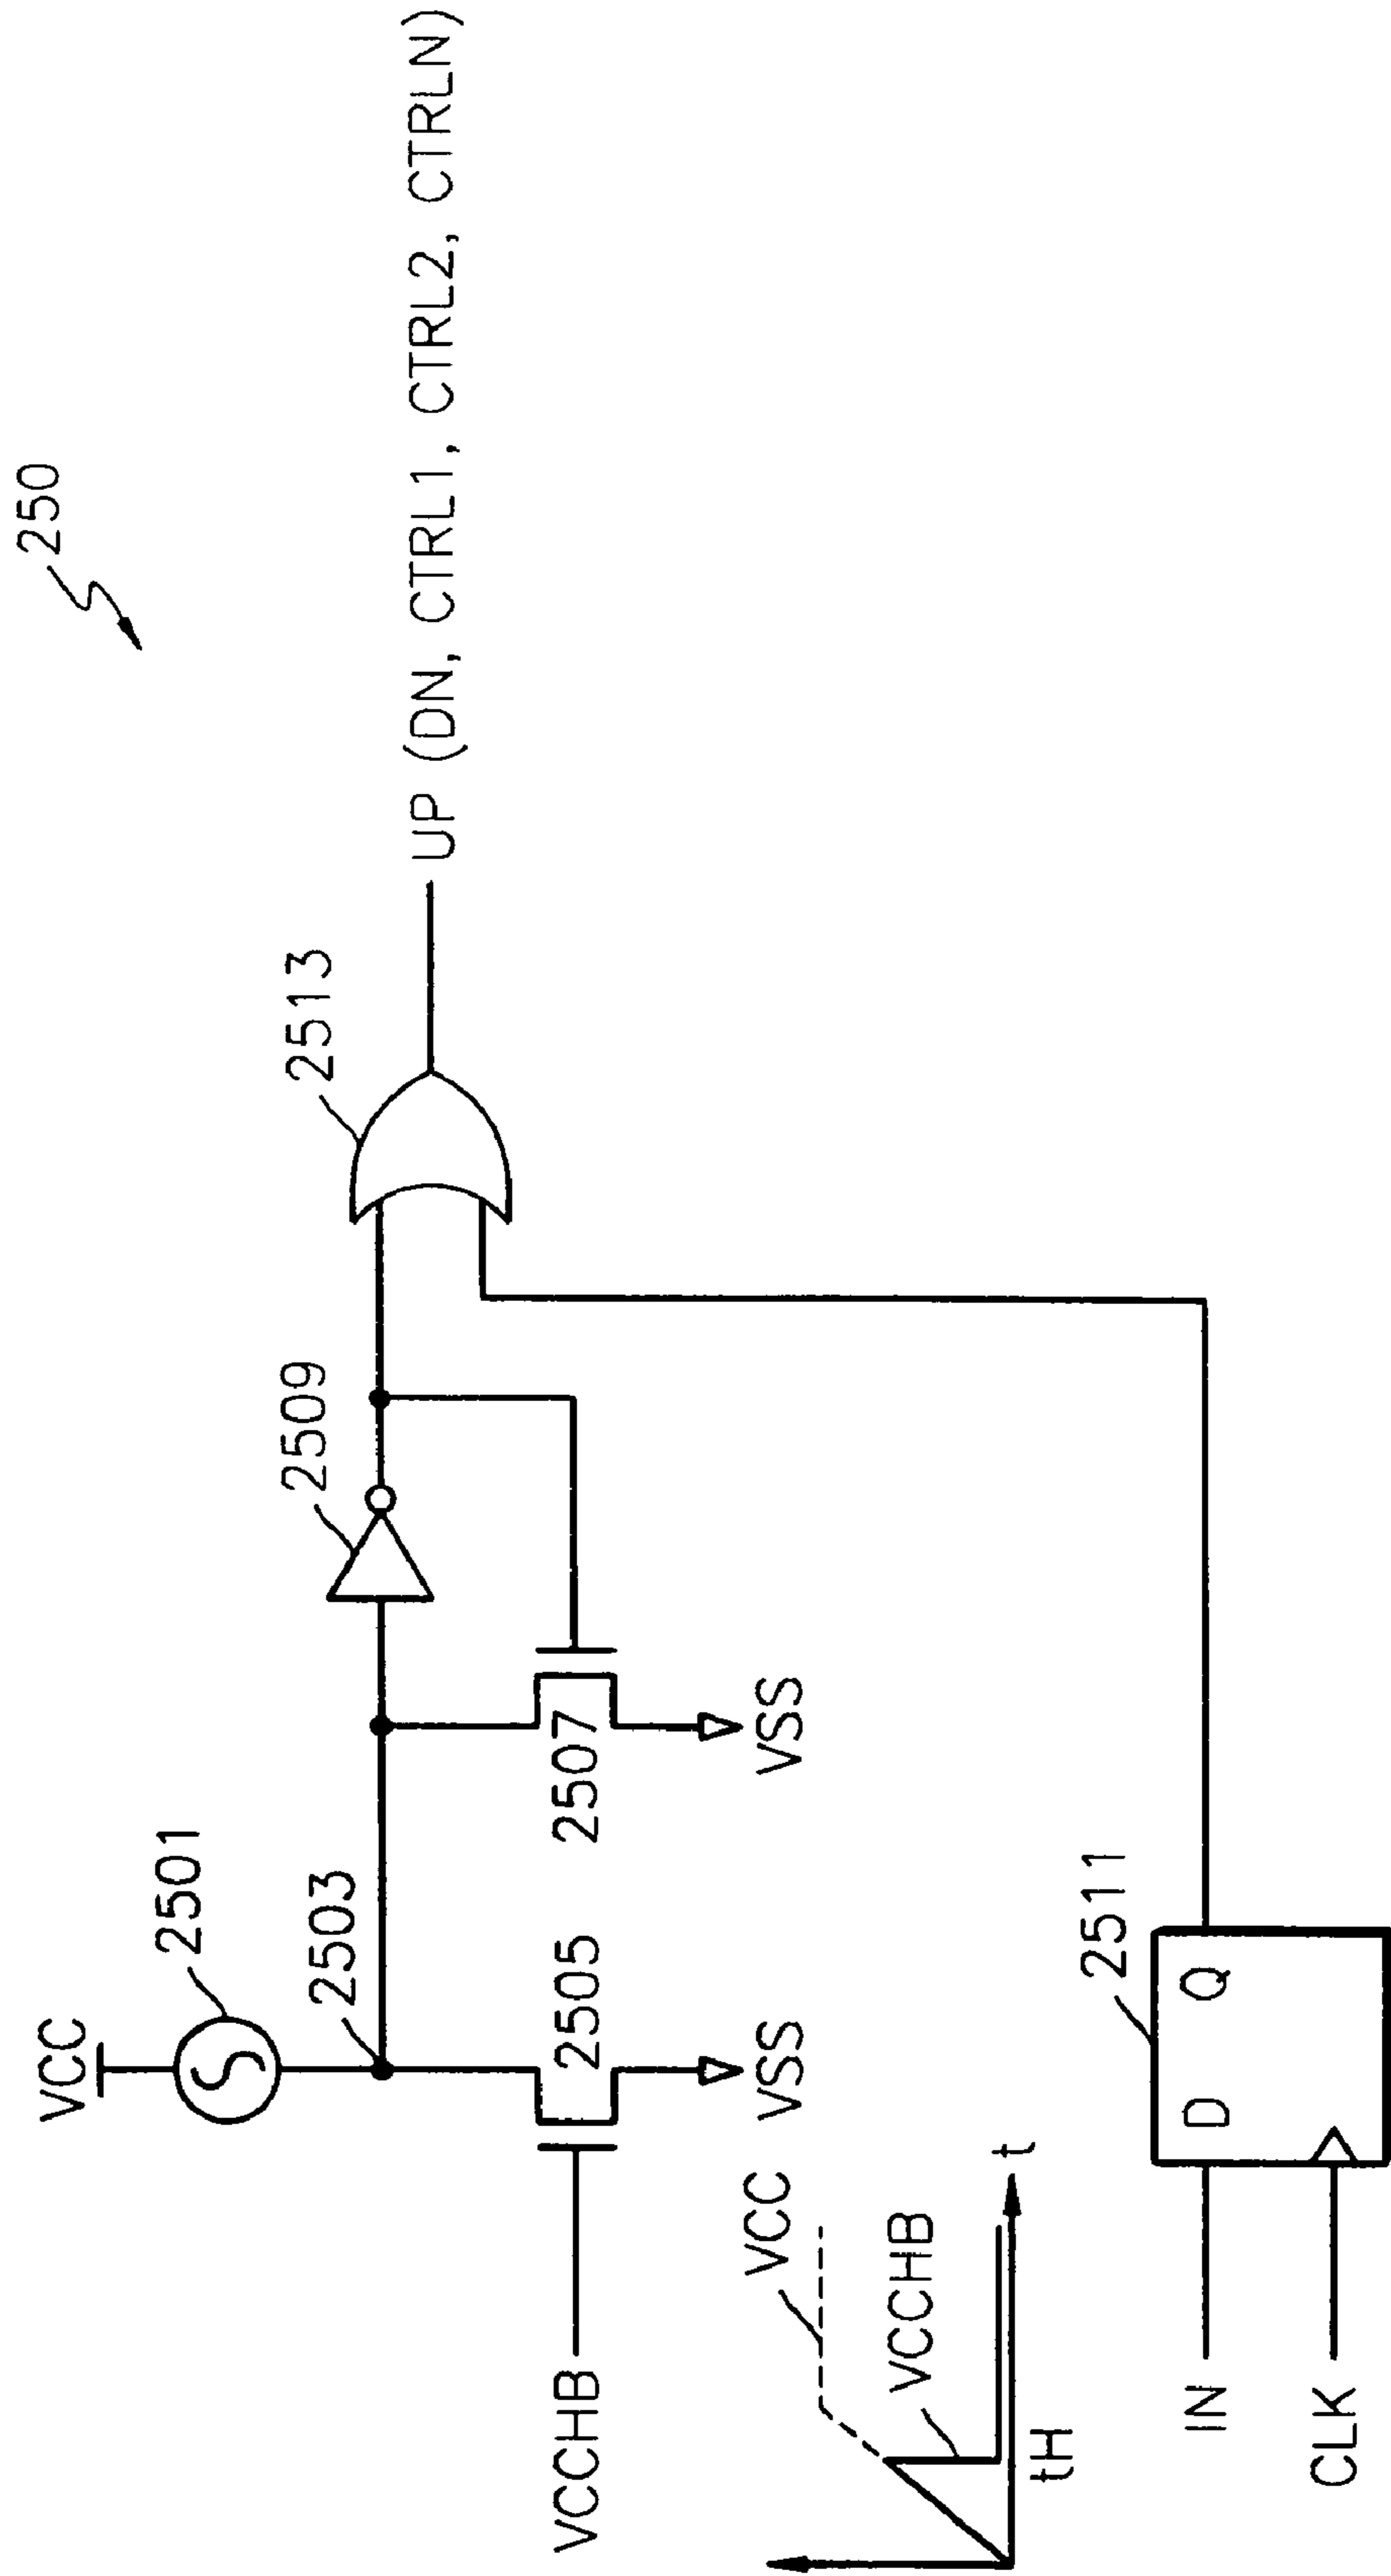 250
VCC
2501
2503
2509
2513
UP (DN, CTRL1, CTRL2, CTRLN)
VCCHB
2505
2507
VSS
VSS
VCC
VCCHB
tH
t
2511
IN
D
Q
CLK